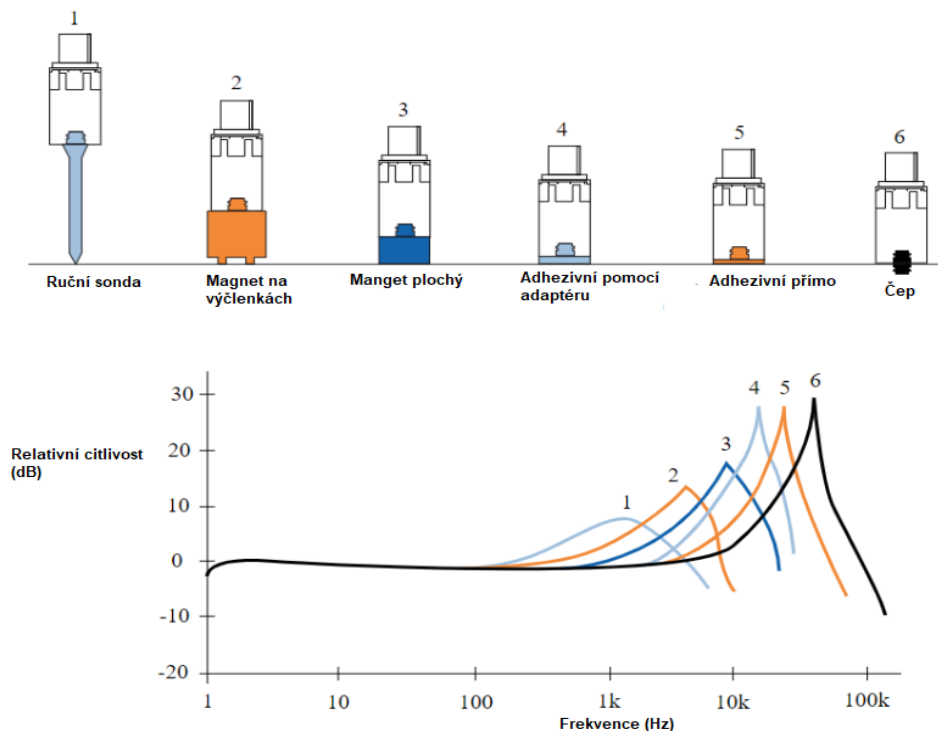 1
2
3
4
5
6
Ruční sonda
Magnet na
výčlenkách
Manget plochý
Adhezivní pomocí
adaptéru
Adhezivní přímo
Čep
Relativní citlivost
(dB)
30
20
10
0
-10
-20
1
2
3
4
5
6
1
10
100
1k
10k
100k
Frekvence (Hz)